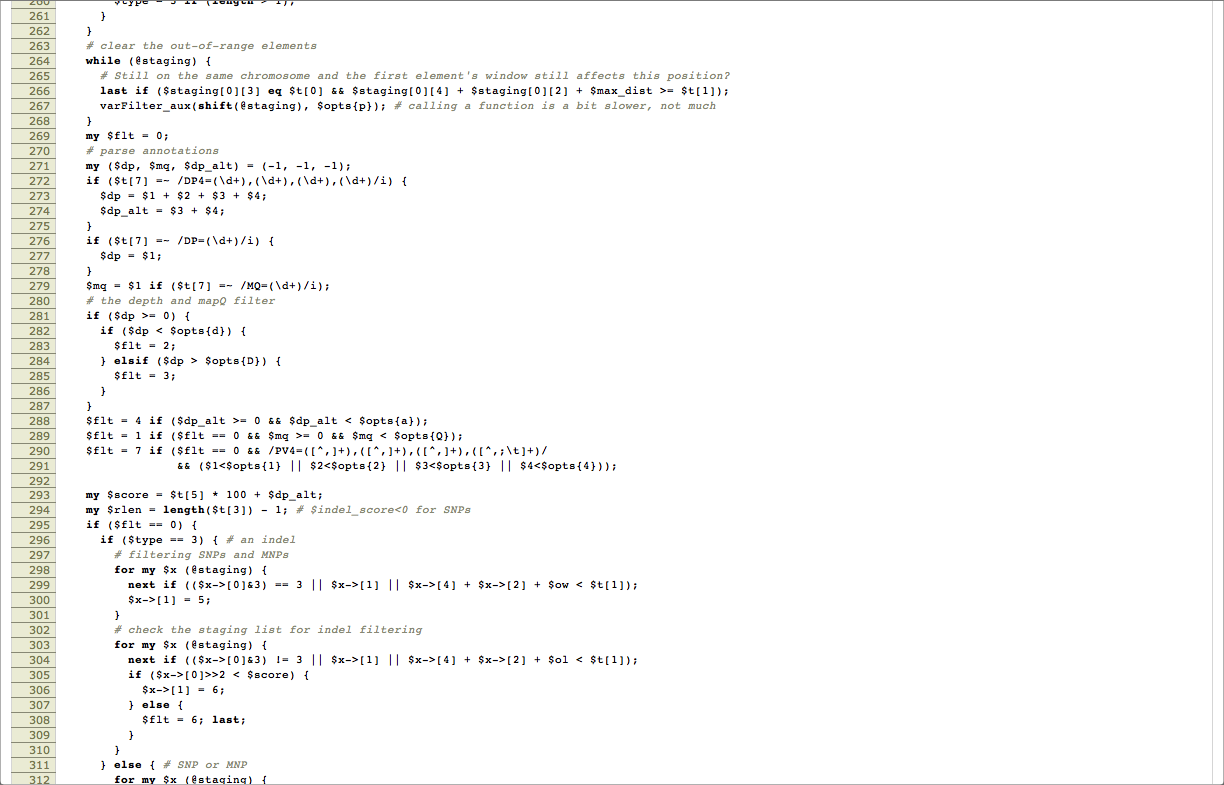 260 $type = 3 if (length > 1);
261 }
262 }
263 # clear the out-of-range elements
264 while (@staging) {
265 # Still on the same chromosome and the first element's window still affects this position?
266 last if ($staging[0][3] eq $t[0] && $staging[0][4] + $staging[0][2] + $max_dist >= $t[1]);
267 varFilter_aux(shift(@staging), $opts{p}); # calling a function is a bit slower, not much
268 }
269 my $flt = 0;
270 # parse annotations
271 my ($dp, $mq, $dp_alt) = (-1, -1, -1);
272 if ($t[7] =~ /DP4=(\d+),(\d+),(\d+),(\d+)/i) {
273 $dp = $1 + $2 + $3 + $4;
274 $dp_alt = $3 + $4;
275 }
276 if ($t[7] =~ /DP=(\d+)/i) {
277 $dp = $1;
278 }
279 $mq = $1 if ($t[7] =~ /MQ=(\d+)/i);
280 # the depth and mapQ filter
281 if ($dp >= 0) {
282 if ($dp < $opts{d}) {
283 $flt = 2;
284 } elsif ($dp > $opts{D}) {
285 $flt = 3;
286 }
287 }
288 $flt = 4 if ($dp_alt >= 0 && $dp_alt < $opts{a});
289 $flt = 1 if ($flt == 0 && $mq >= 0 && $mq < $opts{Q});
290 $flt = 7 if ($flt == 0 && /PV4=([^,]+),([^,]+),([^,]+),([^,;\t]+)/
291 && ($1<$opts{1} || $2<$opts{2} || $3<$opts{3} || $4<$opts{4}));
292
293 my $score = $t[5] * 100 + $dp_alt;
294 my $rlen = length($t[3]) - 1; # $indel_score<0 for SNPs
295 if ($flt == 0) {
296 if ($type == 3) { # an indel
297 # filtering SNPs and MNPs
298 for my $x (@staging) {
299 next if (($x->[0]&3) == 3 || $x->[1] || $x->[4] + $x->[2] + $ow < $t[1]);
300 $x->[1] = 5;
301 }
302 # check the staging list for indel filtering
303 for my $x (@staging) {
304 next if (($x->[0]&3) != 3 || $x->[1] || $x->[4] + $x->[2] + $ol < $t[1]);
305 if ($x->[0]>>2 < $score) {
306 $x->[1] = 6;
307 } else {
308 $flt = 6; last;
309 }
310 }
311 } else { # SNP or MNP
312 for my $x (@staging) {